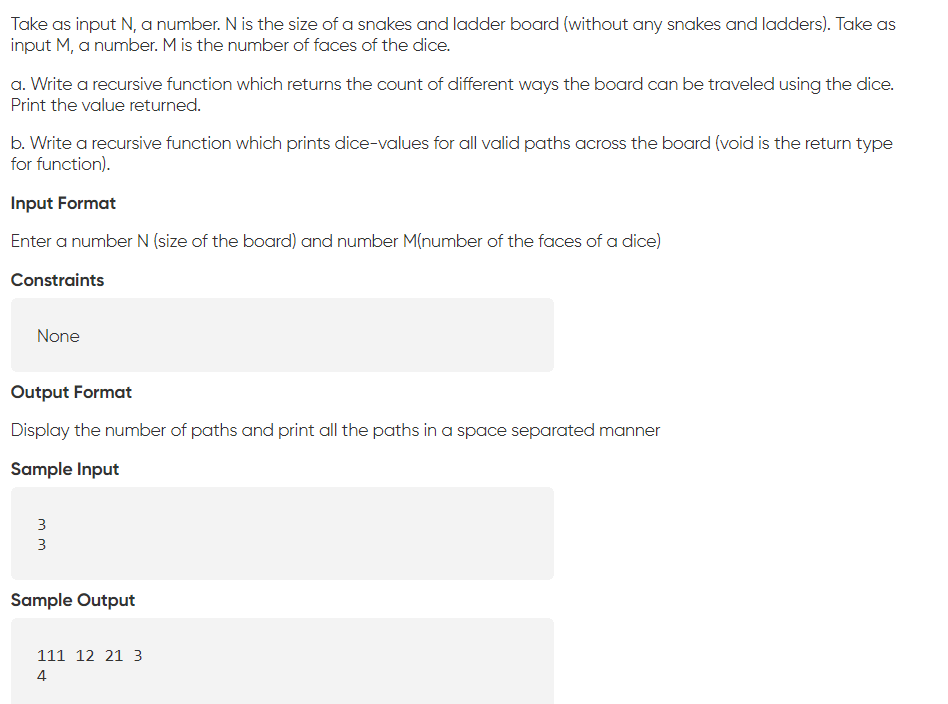 Take as input N, a number. N is the size of a snakes and ladder board (without any snakes and ladders). Take as
input M, a number. M is the number of faces of the dice.
a. Write a recursive function which returns the count of different ways the board can be traveled using the dice.
Print the value returned.
b. Write a recursive function which prints dice-values for all valid paths across the board (void is the return type
for function).
Input Format
Enter a number N (size of the board) and number M(number of the faces of a dice)
Constraints
None
Output Format
Display the number of paths and print all the paths in a space separated manner
Sample Input
3
3
Sample Output
111 12 21 3
4